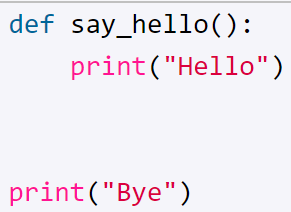 def say_hello():
    print("Hello")
print("Bye")